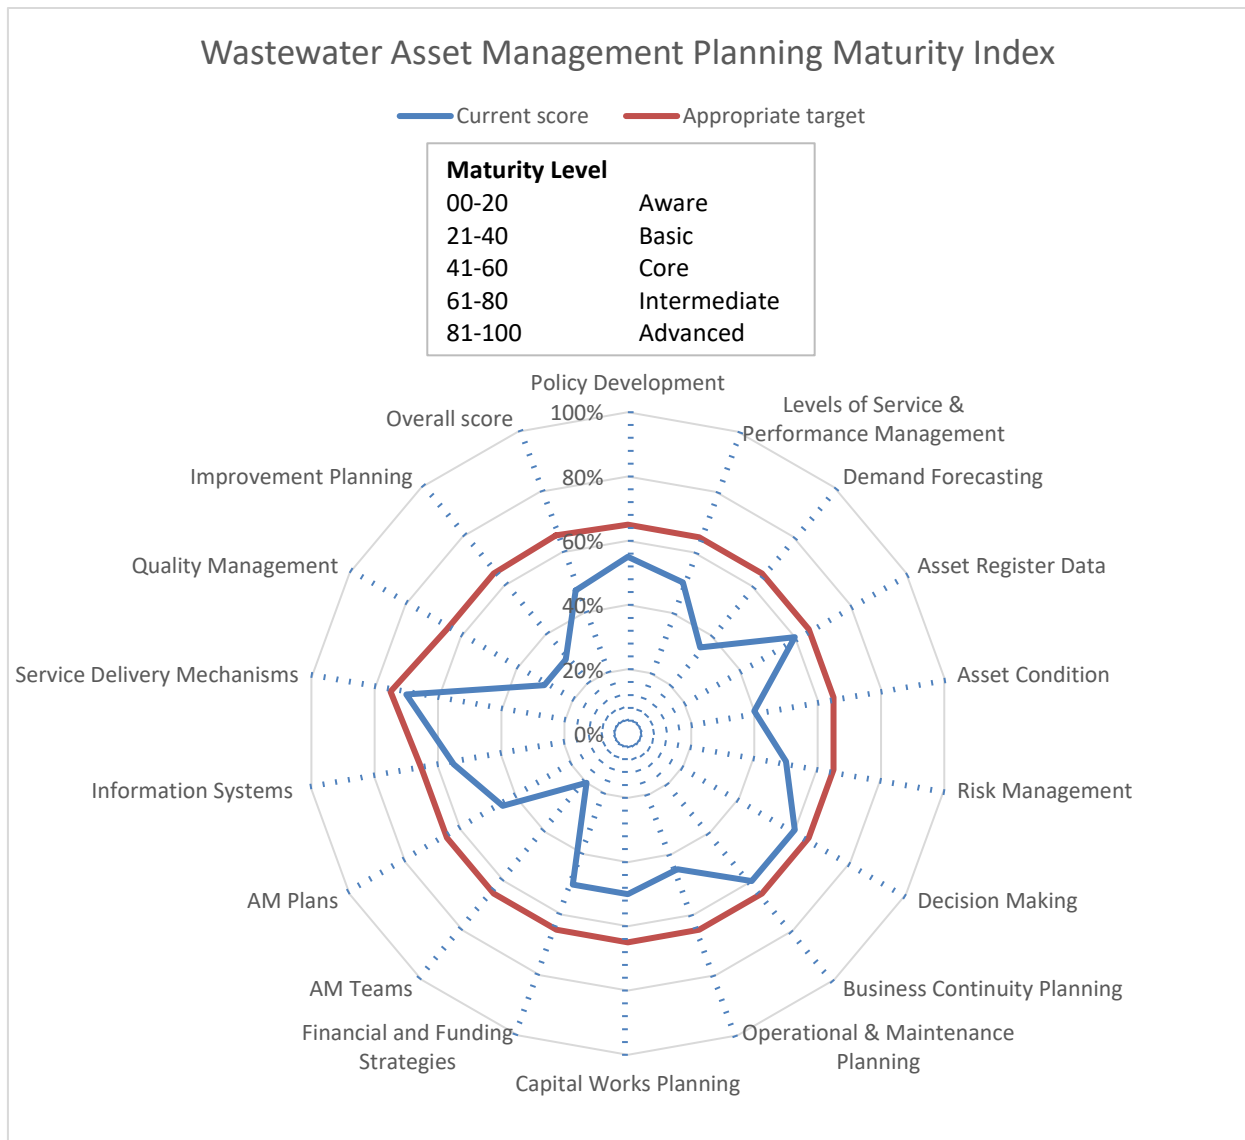 Wastewater Asset Management Planning Maturity Index
Current score
Appropriate target
Maturity Level
00-20 Aware
21-40 Basic
41-60 Core
61-80 Intermediate
81-100 Advanced
Policy Development
Levels of Service &
Performance Management
Demand Forecasting
Asset Register Data
Asset Condition
Risk Management
Decision Making
Business Continuity Planning
Operational & Maintenance
Planning
Capital Works Planning
Financial and Funding
Strategies
AM Teams
AM Plans
Information Systems
Service Delivery Mechanisms
Quality Management
Improvement Planning
Overall score
100%
80%
60%
40%
20%
0%